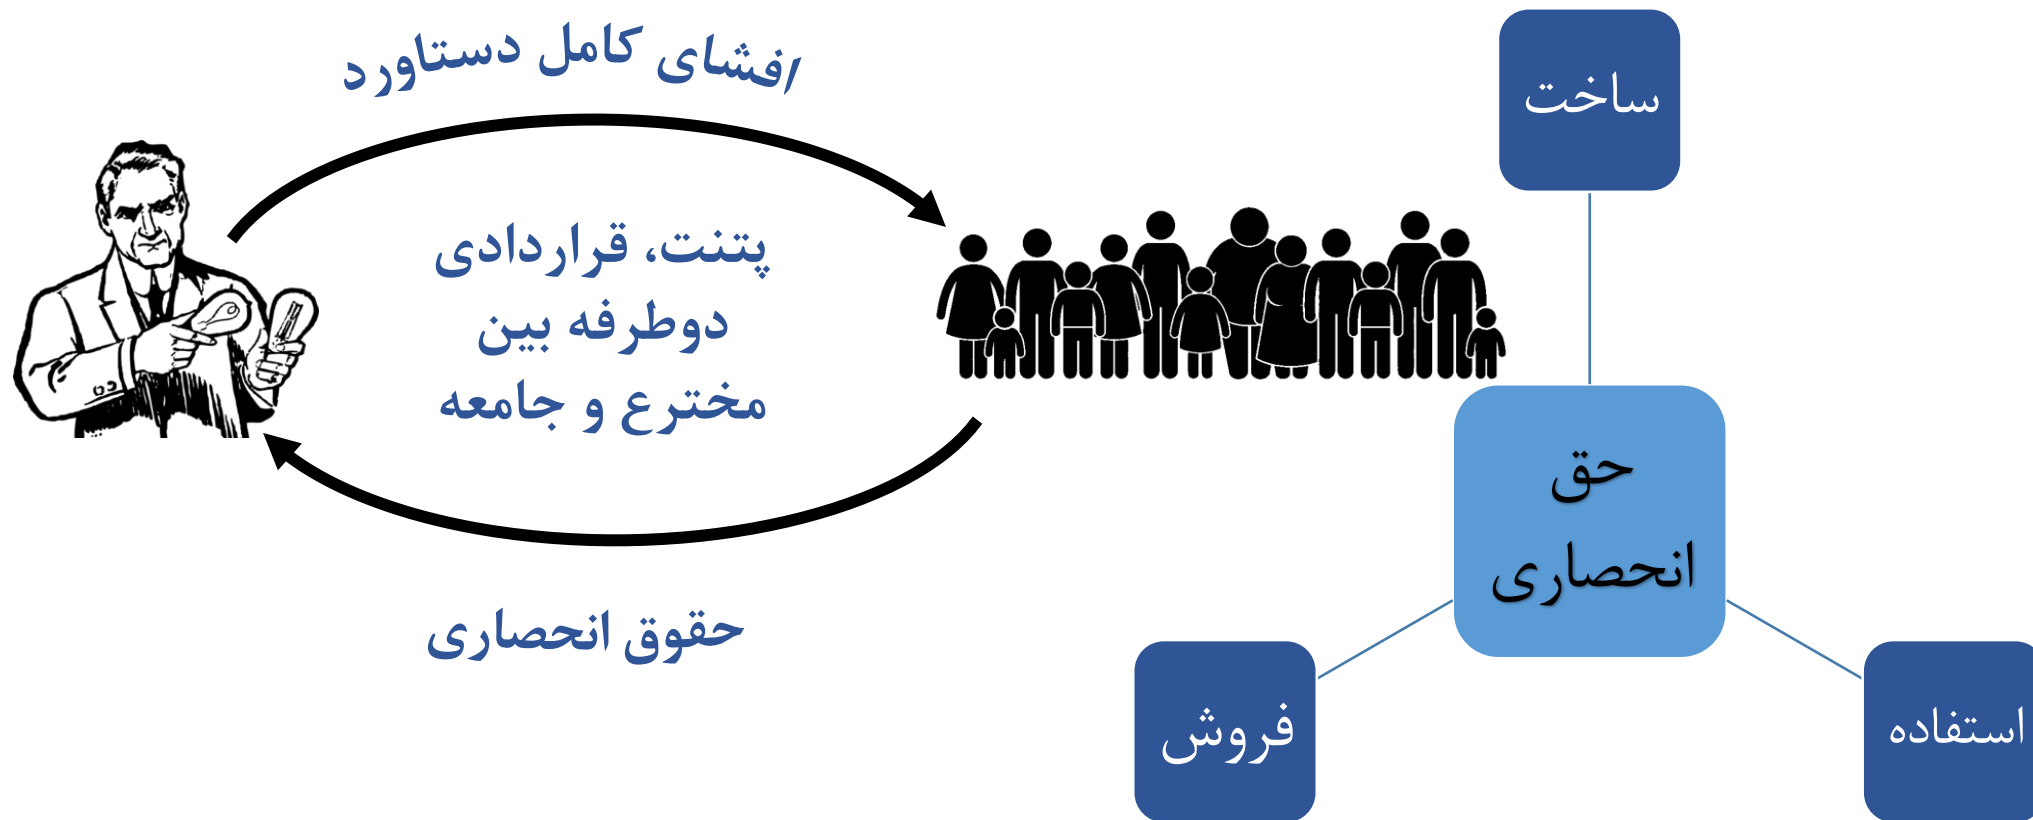 افشای کامل دستاورد
پتنت، قراردادی
دوطرفه بین
مخترع و جامعه
حقوق انحصاری
ساخت
حق
انحصاری
استفاده
فروش